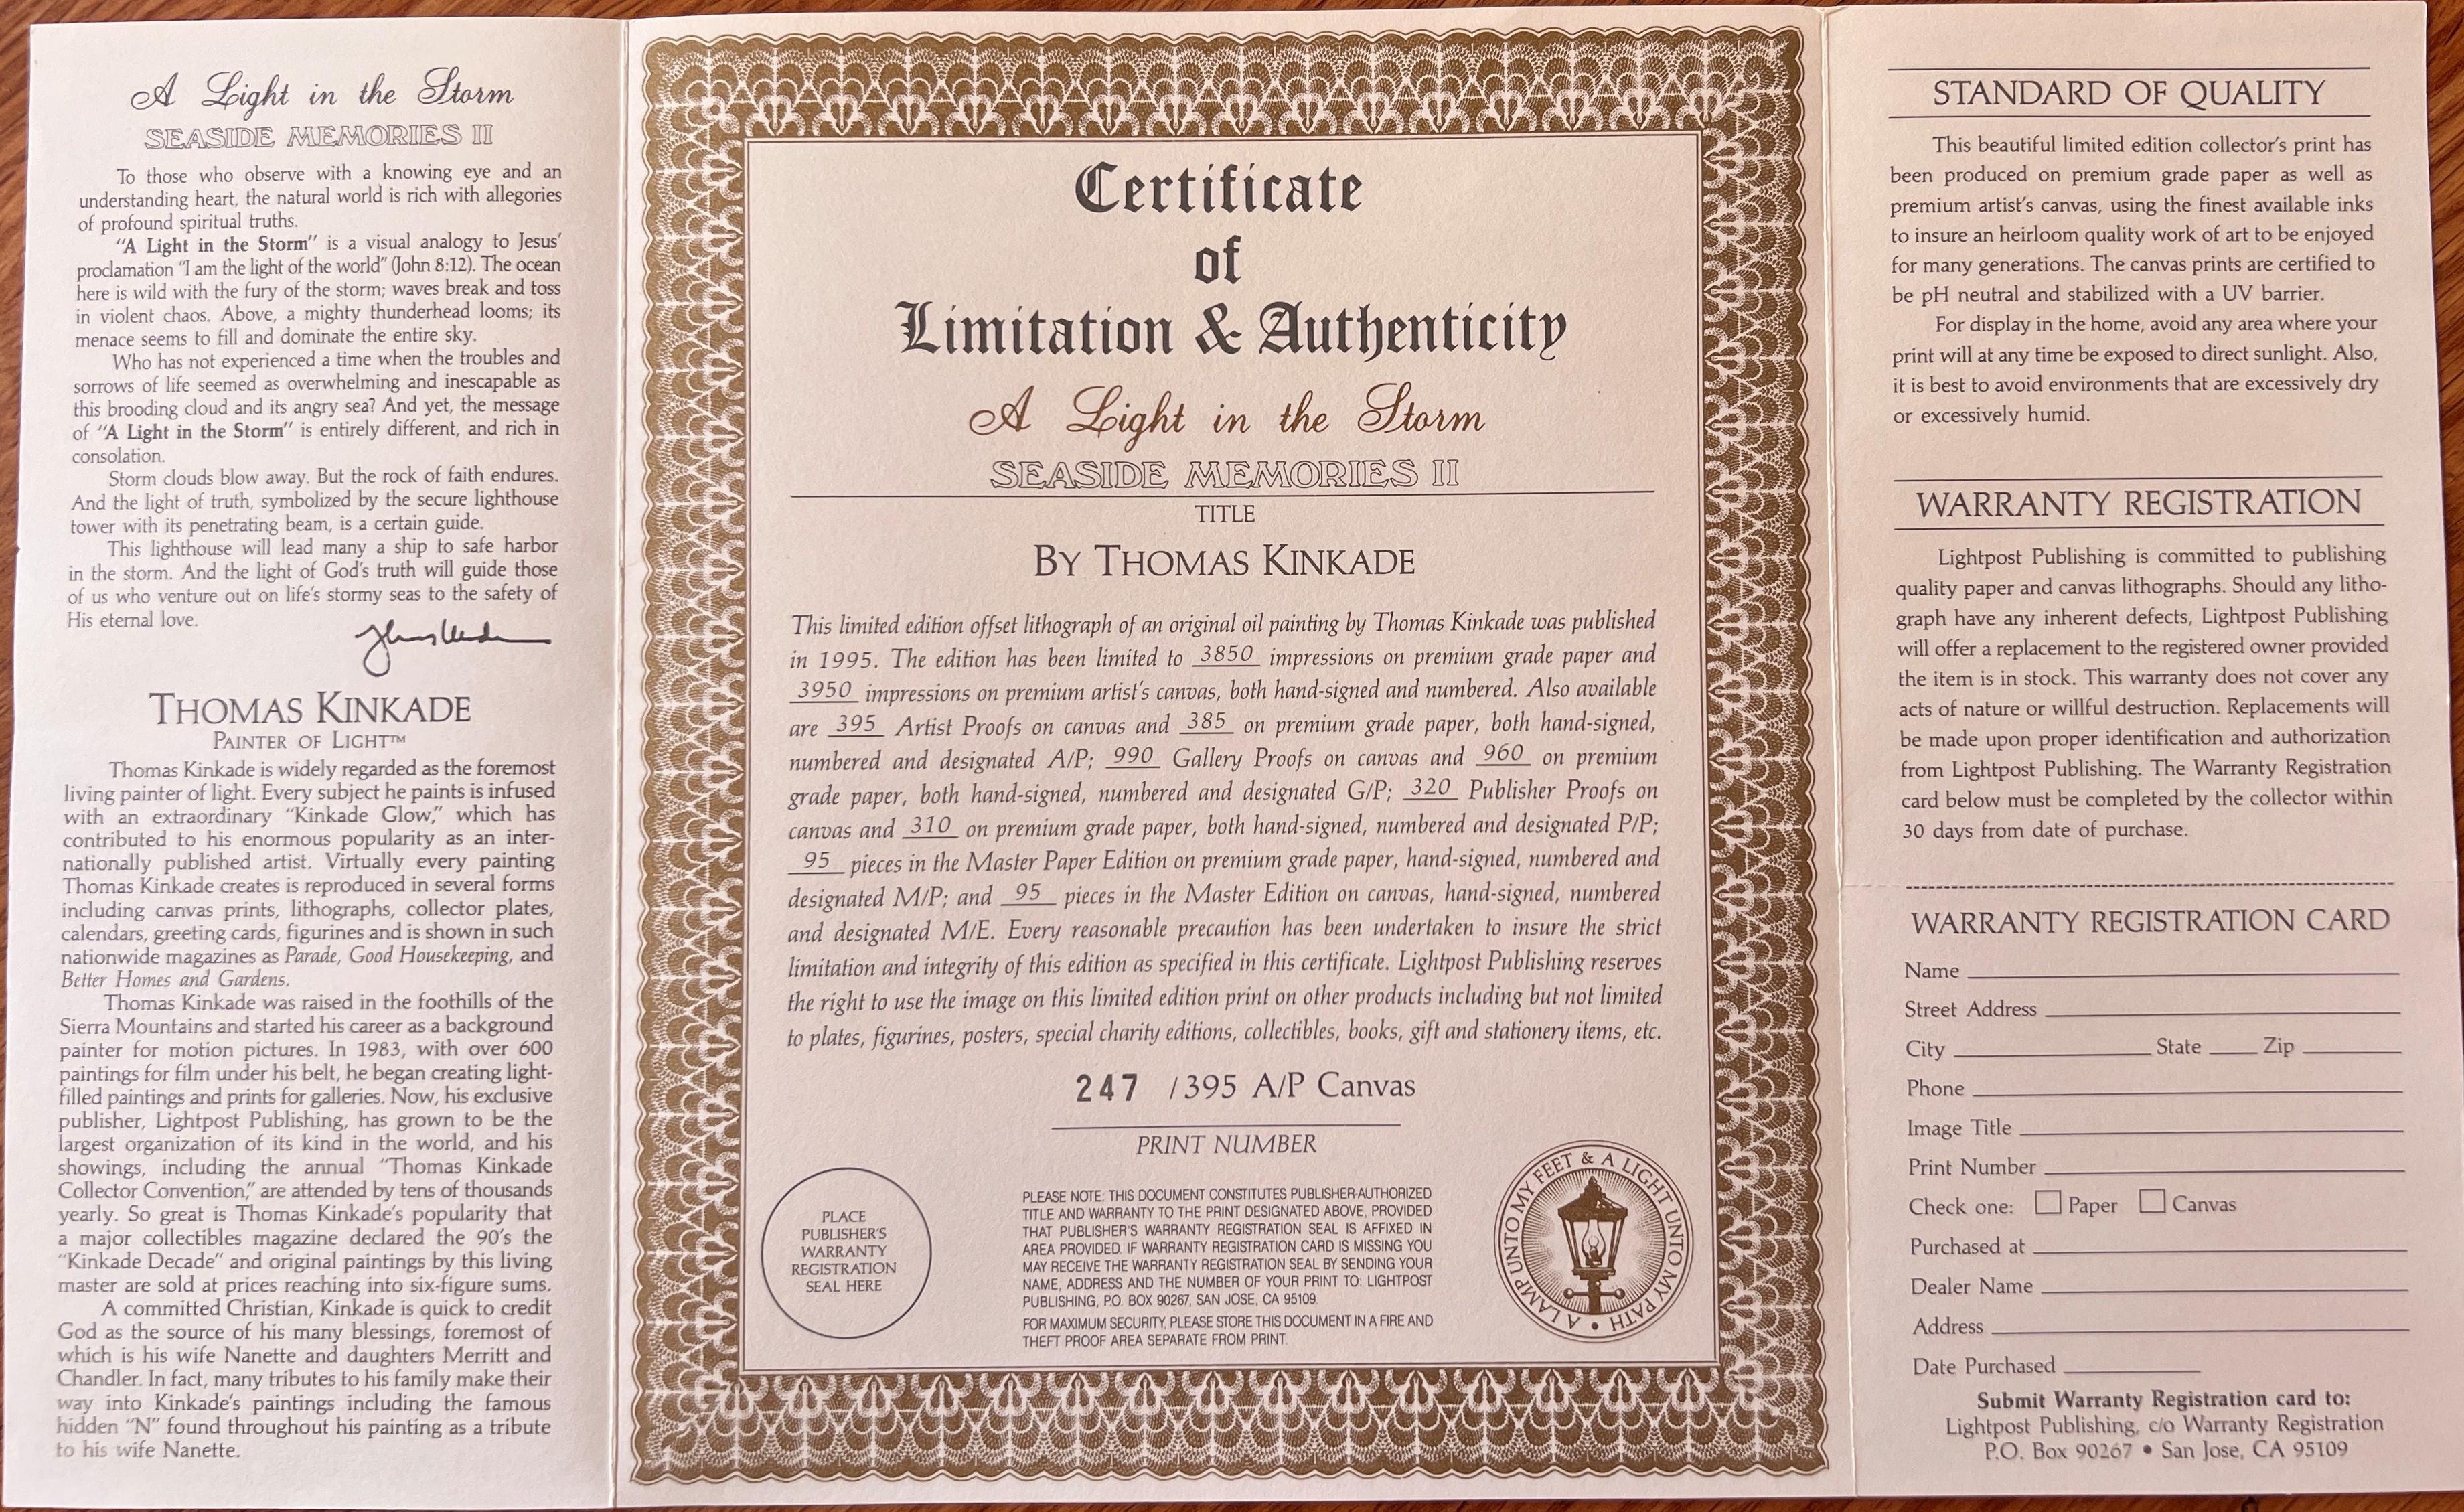 A Light in the Storm
SEASIDE MEMORIES II
To those who observe with a knowing eye and an
understanding heart, the natural world is rich with allegories
of profound spiritual truths.
"A Light in the Storm" is a visual analogy to Jesus'
proclamation "I am the light of the world" (John 8:12). The ocean
here is wild with the fury of the storm; waves break and toss
in violent chaos. Above, a mighty thunderhead looms; its
menace seems to fill and dominate the entire sky.
Who has not experienced a time when the troubles and
sorrows of life seemed as overwhelming and inescapable as
this brooding cloud and its angry sea? And yet, the message
of "A Light in the Storm" is entirely different, and rich in
consolation.
Storm clouds blow away. But the rock of faith endures.
And the light of truth, symbolized by the secure lighthouse
tower with its penetrating beam, is a certain guide.
This lighthouse will lead many a ship to safe harbor
in the storm. And the light of God's truth will guide those
of us who venture out on life's stormy seas to the safety of
His eternal love.
THOMAS KINKADE
PAINTER OF LIGHT™
Thomas Kinkade is widely regarded as the foremost
living painter of light. Every subject he paints is infused
with an extraordinary "Kinkade Glow," which has
contributed to his enormous popularity as an inter-
nationally published artist. Virtually every painting
Thomas Kinkade creates is reproduced in several forms
including canvas prints, lithographs, collector plates,
calendars, greeting cards, figurines and is shown in such
nationwide magazines as Parade, Good Housekeeping, and
Better Homes and Gardens.
Thomas Kinkade was raised in the foothills of the
Sierra Mountains and started his career as a background
painter for motion pictures. In 1983, with over 600
paintings for film under his belt, he began creating light-
filled paintings and prints for galleries. Now, his exclusive
publisher, Lightpost Publishing, has grown to be the
largest organization of its kind in the world, and his
showings, including the annual "Thomas Kinkade
Collector Convention," are attended by tens of thousands
yearly. So great is Thomas Kinkade's popularity that
a major collectibles magazine declared the 90's the
"Kinkade Decade" and original paintings by this living
master are sold at prices reaching into six-figure sums.
A committed Christian, Kinkade is quick to credit
God as the source of his many blessings, foremost of
which is his wife Nanette and daughters Merritt and
Chandler. In fact, many tributes to his family make their
way into Kinkade's paintings including the famous
hidden "N" found throughout his painting as a tribute
to his wife Nanette.
Certificate
of
Limitation & Authenticity
A Light in the Storm
SEASIDE MEMORIES II
TITLE
BY THOMAS KINKADE
This limited edition offset lithograph of an original oil painting by Thomas Kinkade was published
in 1995. The edition has been limited to 3850 impressions on premium grade paper and
3950 impressions on premium artist's canvas, both hand-signed and numbered. Also available
are 395 Artist Proofs on canvas and 385 on premium grade paper, both hand-signed,
numbered and designated A/P; 990 Gallery Proofs on canvas and 960 on premium
grade paper, both hand-signed, numbered and designated G/P; 320 Publisher Proofs on
canvas and 310 on premium grade paper, both hand-signed, numbered and designated P/P;
95 pieces in the Master Paper Edition on premium grade paper, hand-signed, numbered and
designated M/P; and 95 pieces in the Master Edition on canvas, hand-signed, numbered
and designated M/E. Every reasonable precaution has been undertaken to insure the strict
limitation and integrity of this edition as specified in this certificate. Lightpost Publishing reserves
the right to use the image on this limited edition print on other products including but not limited
to plates, figurines, posters, special charity editions, collectibles, books, gift and stationery items, etc.
247 /395 A/P Canvas
PRINT NUMBER
PLACE
PUBLISHER'S
WARRANTY
REGISTRATION
SEAL HERE
PLEASE NOTE: THIS DOCUMENT CONSTITUTES PUBLISHER-AUTHORIZED
TITLE AND WARRANTY TO THE PRINT DESIGNATED ABOVE, PROVIDED
THAT PUBLISHER'S WARRANTY REGISTRATION SEAL IS AFFIXED IN
AREA PROVIDED. IF WARRANTY REGISTRATION CARD IS MISSING YOU
MAY RECEIVE THE WARRANTY REGISTRATION SEAL BY SENDING YOUR
NAME, ADDRESS AND THE NUMBER OF YOUR PRINT TO: LIGHTPOST
PUBLISHING, P.O. BOX 90267, SAN JOSE, CA 95109.
FOR MAXIMUM SECURITY, PLEASE STORE THIS DOCUMENT IN A FIRE AND
THEFT PROOF AREA SEPARATE FROM PRINT.
A LAMP UNTO MY FEET & A LIGHT UNTO MY PATH •
STANDARD OF QUALITY
This beautiful limited edition collector's print has
been produced on premium grade paper as well as
premium artist's canvas, using the finest available inks
to insure an heirloom quality work of art to be enjoyed
for many generations. The canvas prints are certified to
be pH neutral and stabilized with a UV barrier.
For display in the home, avoid any area where your
print will at any time be exposed to direct sunlight. Also,
it is best to avoid environments that are excessively dry
or excessively humid.
WARRANTY REGISTRATION
Lightpost Publishing is committed to publishing
quality paper and canvas lithographs. Should any litho-
graph have any inherent defects, Lightpost Publishing
will offer a replacement to the registered owner provided
the item is in stock. This warranty does not cover any
acts of nature or willful destruction. Replacements will
be made upon proper identification and authorization
from Lightpost Publishing. The Warranty Registration
card below must be completed by the collector within
30 days from date of purchase.
WARRANTY REGISTRATION CARD
Name
Street Address
City State Zip
Phone
Image Title
Print Number
Check one: Paper Canvas
Purchased at
Dealer Name
Address
Date Purchased
Submit Warranty Registration card to:
Lightpost Publishing, c/o Warranty Registration
P.O. Box 90267 • San Jose, CA 95109